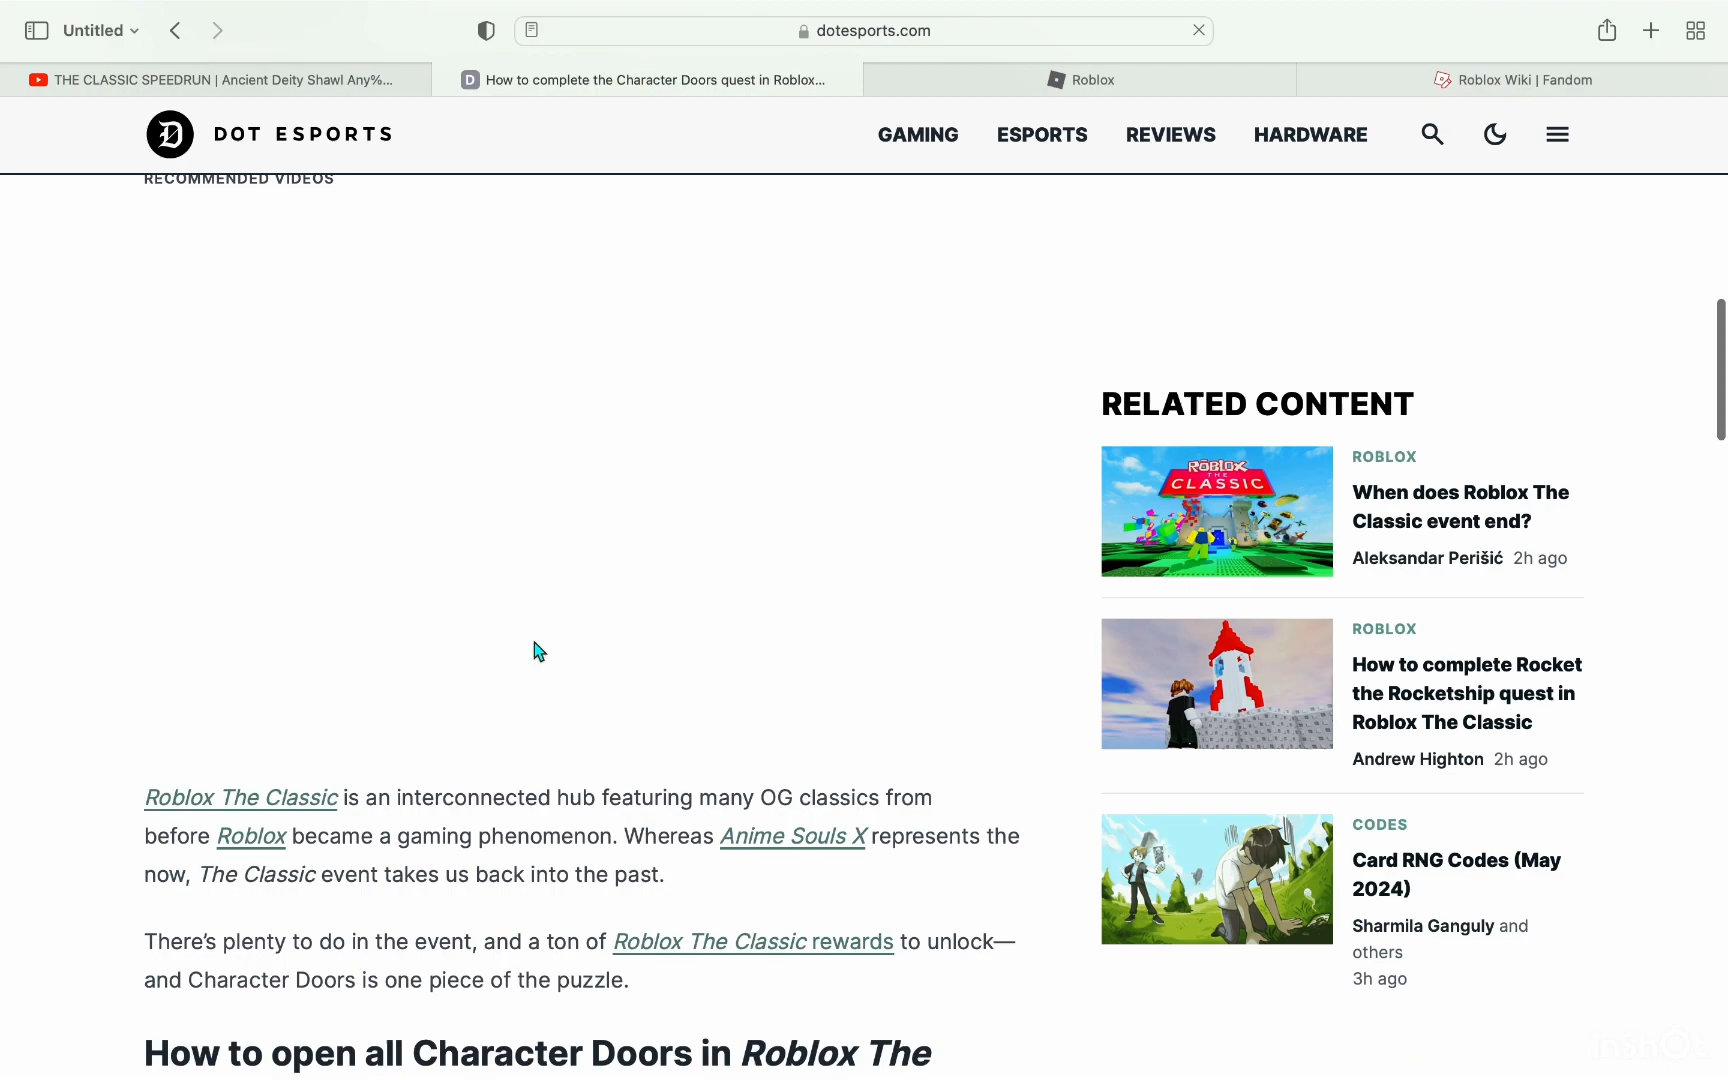 Untitled
dotesports.com
THE CLASSIC SPEEDRUN | Ancient Deity Shawl Any%...
How to complete the Character Doors quest in Roblox...
Roblox
Roblox Wiki | Fandom
DOT ESPORTS
GAMING
ESPORTS
REVIEWS
HARDWARE
RECOMMENDED VIDEOS
Roblox The Classic is an interconnected hub featuring many OG classics from
before Roblox became a gaming phenomenon. Whereas Anime Souls X represents the
now, The Classic event takes us back into the past.
There's plenty to do in the event, and a ton of Roblox The Classic rewards to unlock—
and Character Doors is one piece of the puzzle.
How to open all Character Doors in Roblox The
RELATED CONTENT
ROBLOX
THE
CLASSIC
ROBLOX
When does Roblox The
Classic event end?
Aleksandar Perišić 2h ago
ROBLOX
How to complete Rocket
the Rocketship quest in
Roblox The Classic
Andrew Highton 2h ago
CODES
Card RNG Codes (May
2024)
Sharmila Ganguly and
others
3h ago